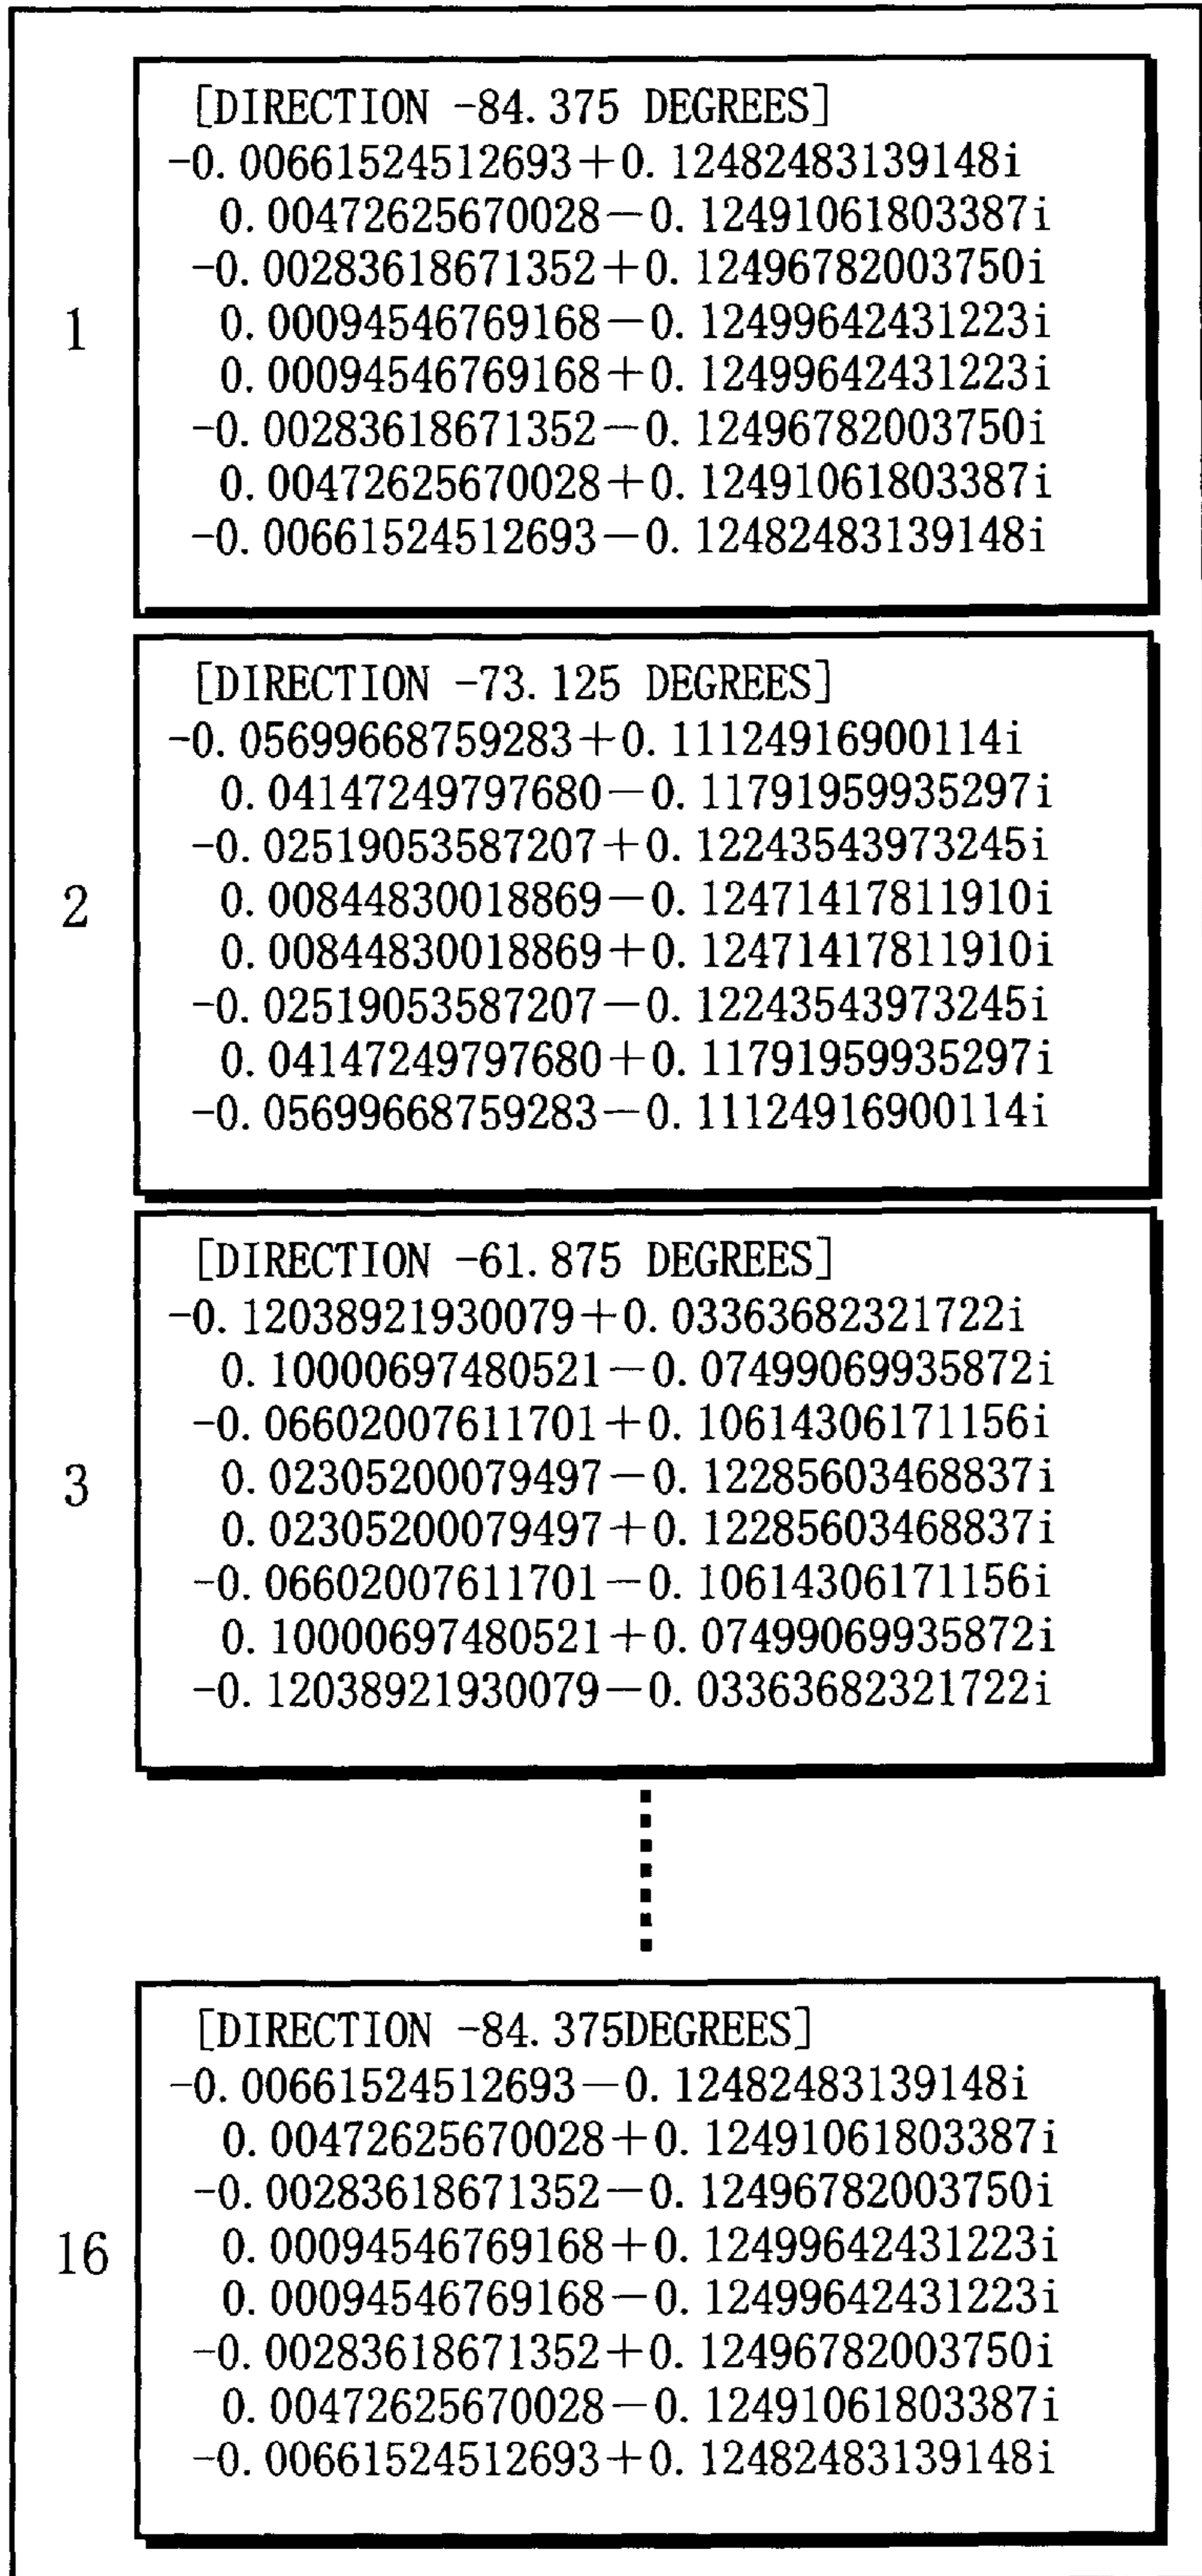 1
[DIRECTION -84.375 DEGREES]
-0.00661524512693+0.12482483139148i
0.00472625670028-0.12491061803387i
-0.00283618671352+0.12496782003750i
0.00094546769168-0.12499642431223i
0.00094546769168+0.12499642431223i
-0.00283618671352-0.12496782003750i
0.00472625670028+0.12491061803387i
-0.00661524512693-0.12482483139148i
2
[DIRECTION -73.125 DEGREES]
-0.05699668759283+0.11124916900114i
0.04147249797680-0.11791959935297i
-0.02519053587207+0.12243543973245i
0.00844830018869-0.12471417811910i
0.00844830018869+0.12471417811910i
-0.02519053587207-0.12243543973245i
0.04147249797680+0.11791959935297i
-0.05699668759283-0.11124916900114i
3
[DIRECTION -61.875 DEGREES]
-0.12038921930079+0.03363682321722i
0.10000697480521-0.07499069935872i
-0.06602007611701+0.10614306171156i
0.02305200079497-0.12285603468837i
0.02305200079497+0.12285603468837i
-0.06602007611701-0.10614306171156i
0.10000697480521+0.07499069935872i
-0.12038921930079-0.03363682321722i
16
[DIRECTION -84.375DEGREES]
-0.00661524512693-0.12482483139148i
0.00472625670028+0.12491061803387i
-0.00283618671352-0.12496782003750i
0.00094546769168+0.12499642431223i
0.00094546769168-0.12499642431223i
-0.00283618671352+0.12496782003750i
0.00472625670028-0.12491061803387i
-0.00661524512693+0.12482483139148i